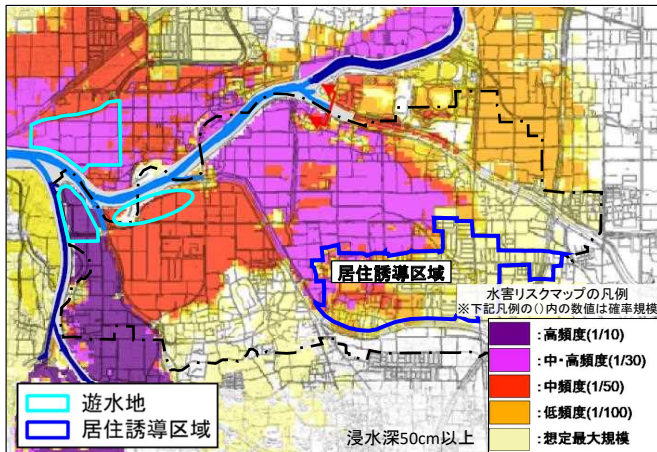 居住誘導区域
水害リスクマップの凡例
※下記凡例の()内の数値は確率規模
:高頻度(1/10)
:中・高頻度(1/30)
:中頻度(1/50)
:低頻度(1/100)
:想定最大規模
遊水地
居住誘導区域
浸水深50cm以上